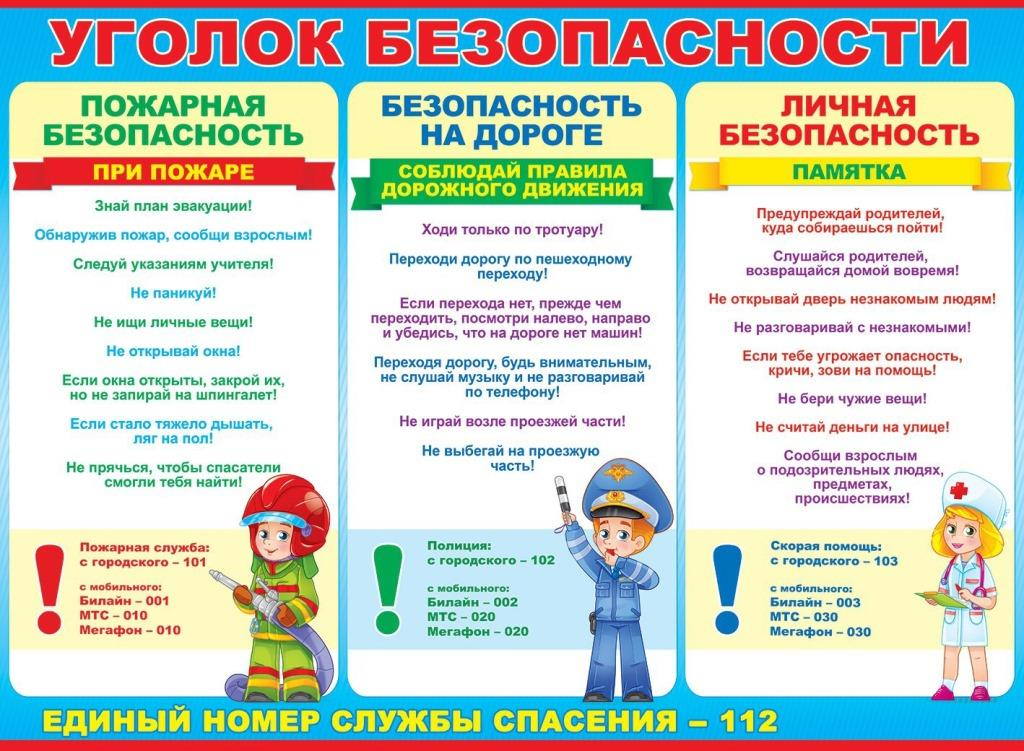 УГОЛОК БЕЗОПАСНОСТИ
ПОЖАРНАЯ
БЕЗОПАСНОСТЬ
ПРИ ПОЖАРЕ
Знай план эвакуации!
Обнаружив пожар, сообщи взрослым!
Следуй указаниям учителя!
Не паникуй!
Не ищи личные вещи!
Не открывай окна!
Если окна открыты, закрой их,
но не запирай на шпингалет!
Если стало тяжело дышать,
ляг на пол!
Не прячься, чтобы спасатели
смогли тебя найти!
Пожарная служба:
с городского – 101
с мобильного:
Билайн – 001
МТС – 010
Мегафон – 010
БЕЗОПАСНОСТЬ
НА ДОРОГЕ
СОБЛЮДАЙ ПРАВИЛА
ДОРОЖНОГО ДВИЖЕНИЯ
Ходи только по тротуару!
Переходи дорогу по пешеходному
переходу!
Если перехода нет, прежде чем
переходить, посмотри налево, направо
и убедись, что на дороге нет машин!
Переходя дорогу, будь внимательным,
не слушай музыку и не разговаривай
по телефону!
Не играй возле проезжей части!
Не выбегай на проезжую
часть!
Полиция:
с городского – 102
с мобильного:
Билайн – 002
МТС – 020
Мегафон – 020
ЛИЧНАЯ
БЕЗОПАСНОСТЬ
ПАМЯТКА
Предупреждай родителей,
куда собираешься пойти!
Слушайся родителей,
возвращайся домой вовремя!
Не открывай дверь незнакомым людям!
Не разговаривай с незнакомыми!
Если тебе угрожает опасность,
кричи, зови на помощь!
Не бери чужие вещи!
Не считай деньги на улице!
Сообщи взрослым
о подозрительных людях,
предметах,
происшествиях!
Скорая помощь:
с городского – 103
с мобильного:
Билайн – 003
МТС – 030
Мегафон – 030
ЕДИНЫЙ НОМЕР СЛУЖБЫ СПАСЕНИЯ – 112